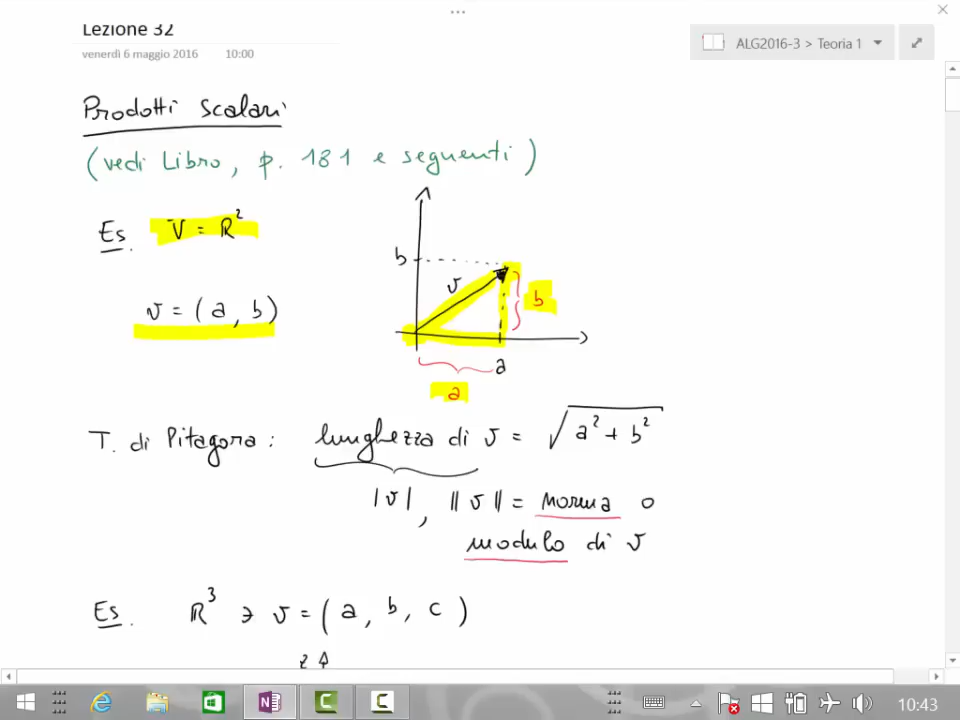 Lezione 32
venerdì 6 maggio 2016 10:00
ALG2016-3 > Teoria 1
Prodotti Scalari
(vedi Libro, p. 181 e seguenti)
Es. V = ℝ²
v = (a, b)
b
v
b
a
a
T. di Pitagora: lunghezza di v = √(a² + b²)
|v|, ‖v‖ = norma o
modulo di v
Es. ℝ³ ∋ v = (a, b, c)
z
10:43